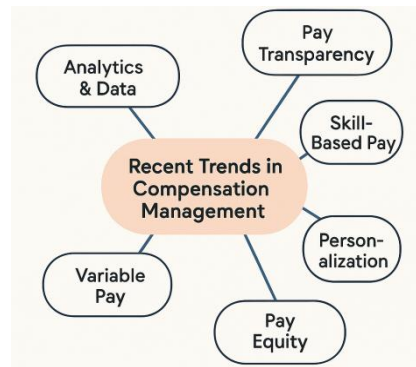 Pay
Transparency
Analytics
& Data
Skill-
Based Pay
Recent Trends in
Compensation
Management
Person-
alization
Variable
Pay
Pay
Equity